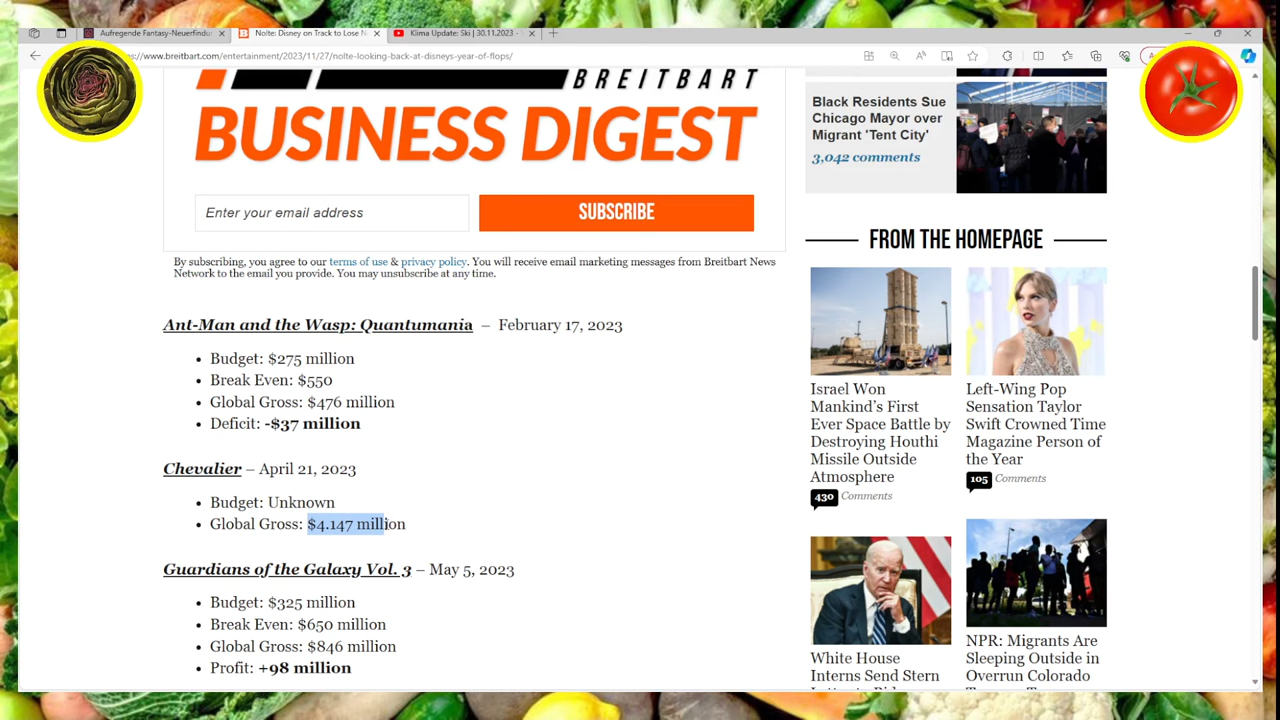 Aufregende Fantasy-Neuerfindu
Nolte: Disney on Track to Lose N
Klima Update: Ski | 30.11.2023 -
https://www.breitbart.com/entertainment/2023/11/27/nolte-looking-back-at-disneys-year-of-flops/
BREITBART
BUSINESS DIGEST
Enter your email address
SUBSCRIBE
By subscribing, you agree to our terms of use & privacy policy. You will receive email marketing messages from Breitbart News
Network to the email you provide. You may unsubscribe at any time.
Ant-Man and the Wasp: Quantumania – February 17, 2023
• Budget: $275 million
• Break Even: $550
• Global Gross: $476 million
• Deficit: -$37 million
Chevalier – April 21, 2023
• Budget: Unknown
• Global Gross: $4.147 million
Guardians of the Galaxy Vol. 3 – May 5, 2023
• Budget: $325 million
• Break Even: $650 million
• Global Gross: $846 million
• Profit: +98 million
Black Residents Sue
Chicago Mayor over
Migrant 'Tent City'
3,042 comments
FROM THE HOMEPAGE
Israel Won
Mankind's First
Ever Space Battle by
Destroying Houthi
Missile Outside
Atmosphere
430 Comments
Left-Wing Pop
Sensation Taylor
Swift Crowned Time
Magazine Person of
the Year
105 Comments
White House
Interns Send Stern
NPR: Migrants Are
Sleeping Outside in
Overrun Colorado